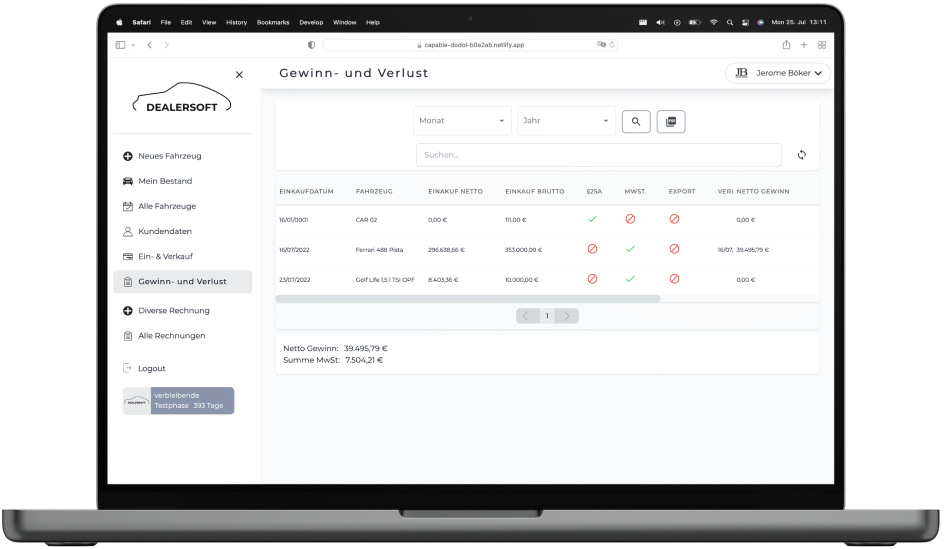 Safari File Edit View History Bookmarks Develop Window Help Mon 25. Jul 13:11
capable-dodol-b0e2ab.netlify.app
Gewinn- und Verlust
JB Jerome Böker
DEALERSOFT
Monat Jahr
PDF
Suchen...
Neues Fahrzeug
Mein Bestand
Alle Fahrzeuge
Kundendaten
Ein- & Verkauf
Gewinn- und Verlust
Diverse Rechnung
Alle Rechnungen
Logout
verbleibende
Testphase 393 Tage
EINKAUFDATUM FAHRZEUG EINAKUF NETTO EINKAUF BRUTTO §25A MWST. EXPORT VERI NETTO GEWINN
16/01/0001 CAR 02 0,00 € 111,00 € 0,00 €
16/07/2022 Ferrari 488 Pista 296.638,66 € 353.000,00 € 16/07, 39.495,79 €
23/07/2022 Golf Life 1,5 l TSI OPF 8.403,36 € 10.000,00 € 0,00 €
1
Netto Gewinn: 39.495,79 €
Summe MwSt: 7.504,21 €